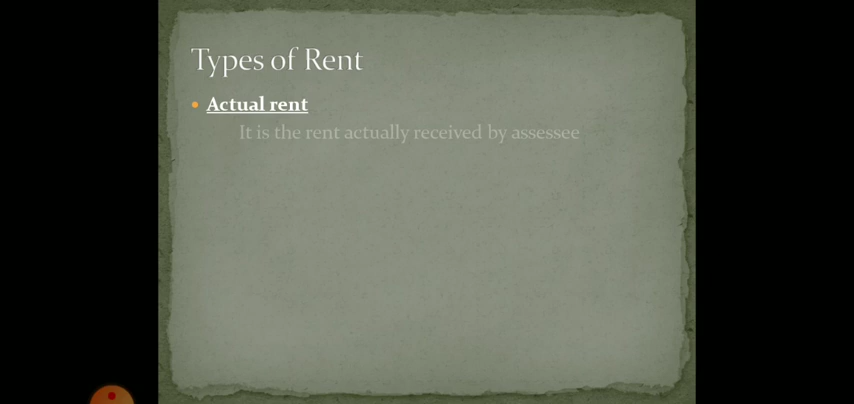 Types of Rent
Actual rent
It is the rent actually received by assessee